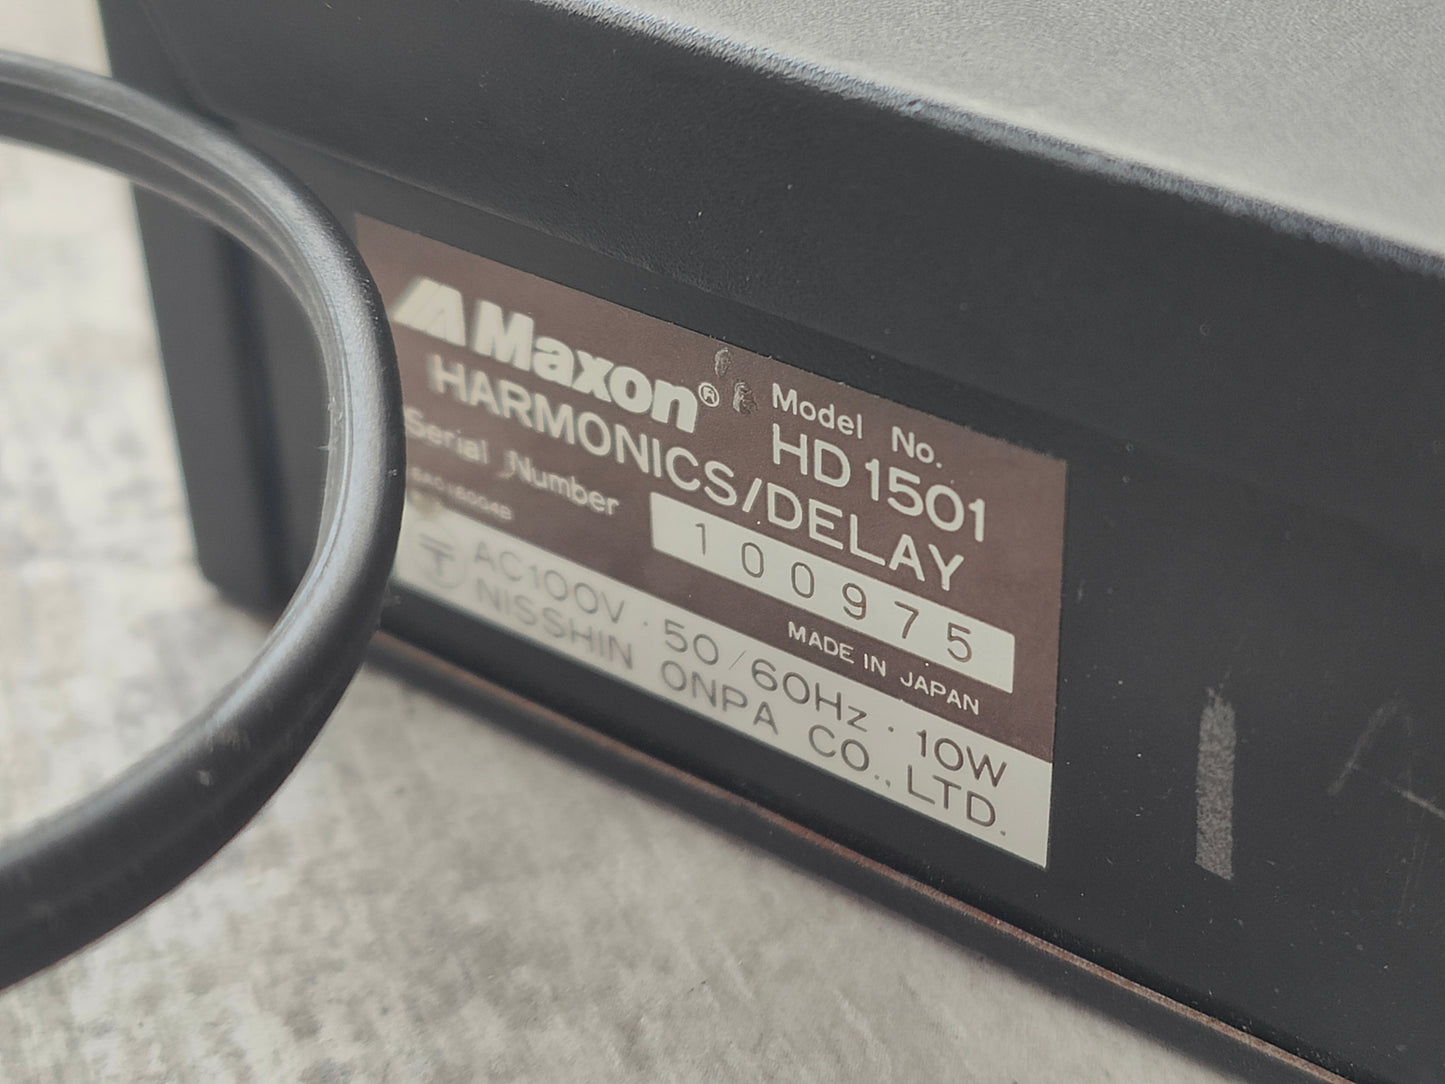 Maxon®
Model No.
HARMONICS/DELAY
HD1501
Serial Number
100975
MADE IN JAPAN
AC100V · 50/60Hz · 10W
NISSHIN ONPA CO., LTD.